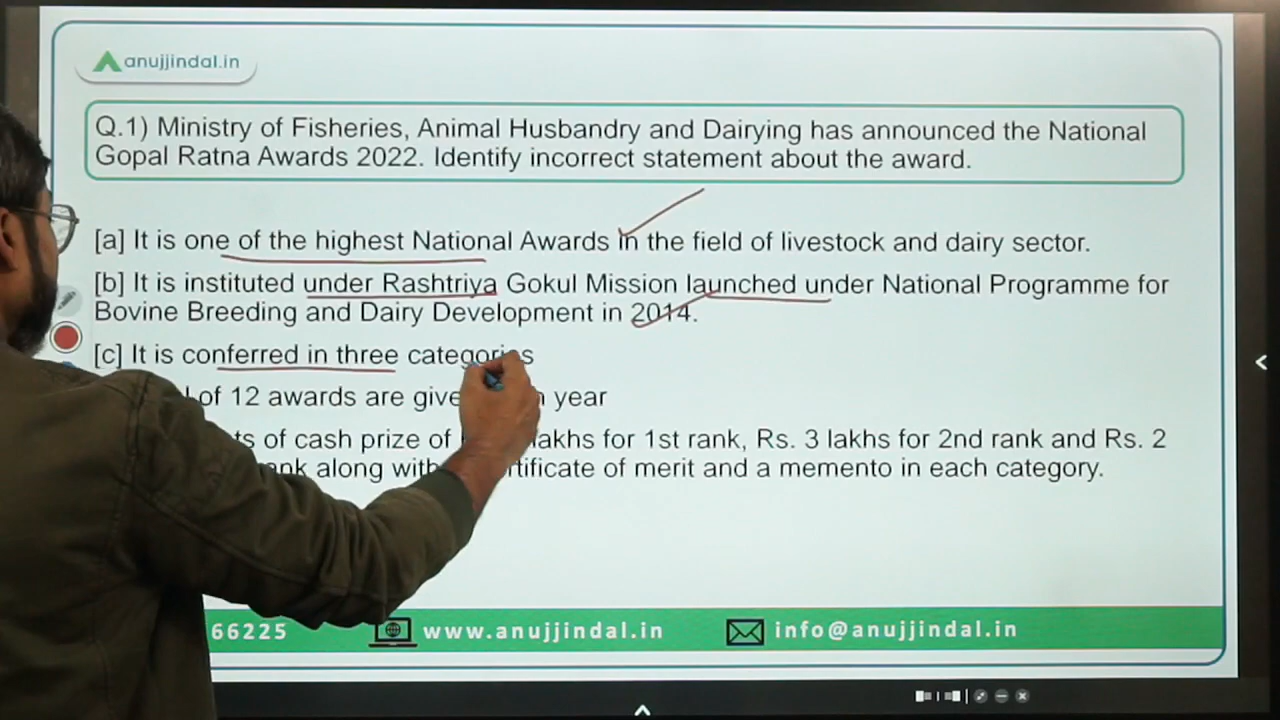 anujjindal.in
Q.1) Ministry of Fisheries, Animal Husbandry and Dairying has announced the National
Gopal Ratna Awards 2022. Identify incorrect statement about the award.
[a] It is one of the highest National Awards in the field of livestock and dairy sector.
[b] It is instituted under Rashtriya Gokul Mission launched under National Programme for
Bovine Breeding and Dairy Development in 2014.
[c] It is conferred in three categories
of 12 awards are year
of cash prize of lakhs for 1st rank, Rs. 3 lakhs for 2nd rank and Rs. 2
along with of merit and a memento in each category.
66225 www.anujjindal.in info@anujjindal.in